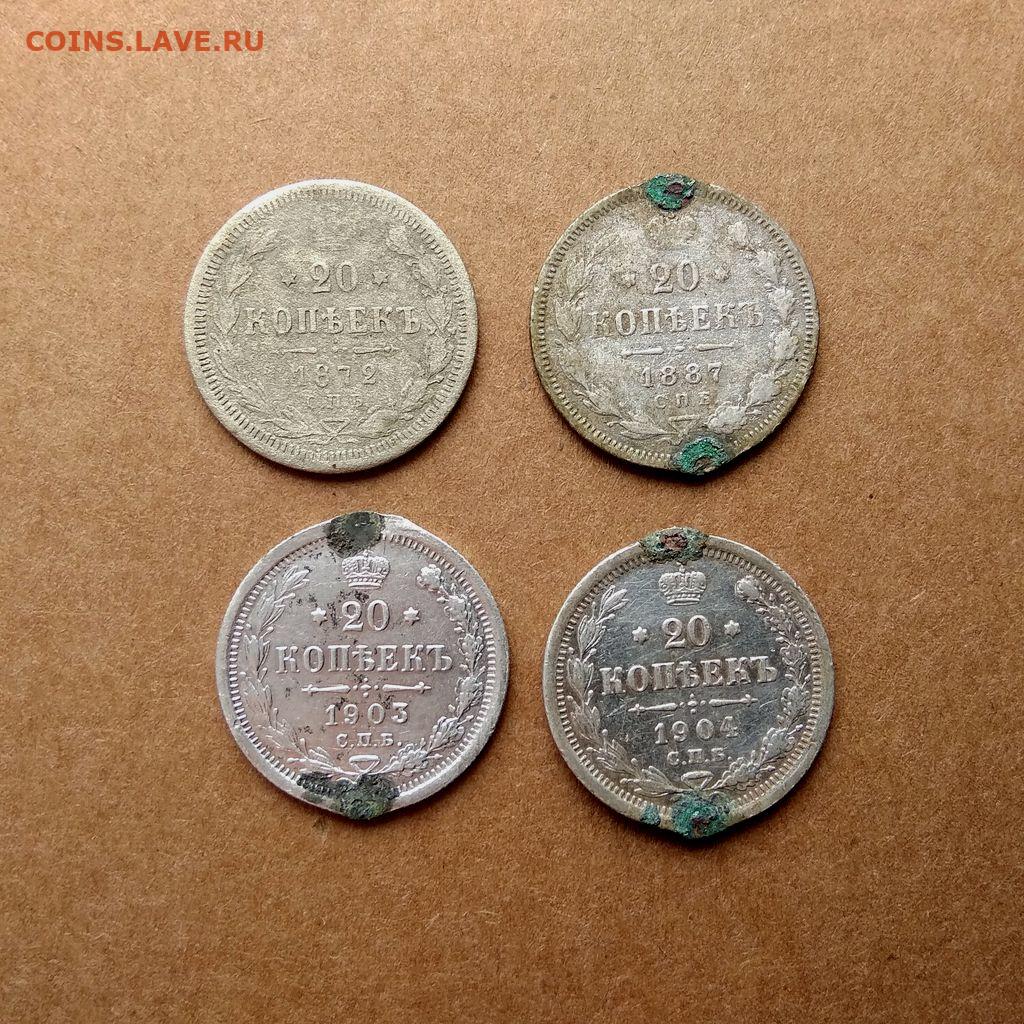 COINS.LAVE.RU
20
КОПѢЕКЪ
1872
С.П.Б.
20
КОПѢЕКЪ
1887
С П Б
20
КОПѢЕКЪ
1903
С.П.Б.
20
КОПѢЕКЪ
1904
С.П.Б.